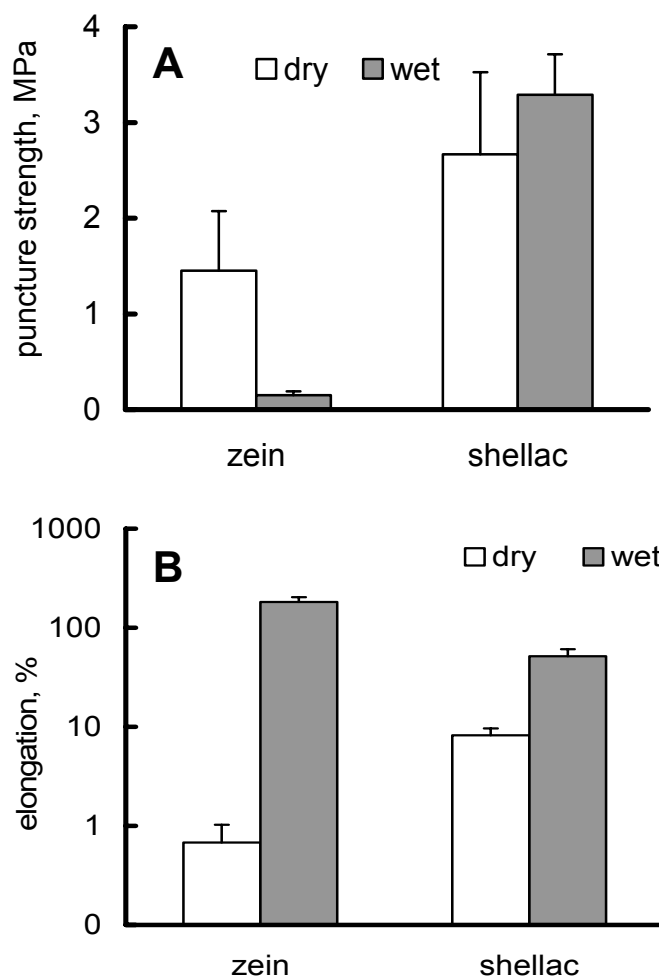 puncture strength, MPa
4
3
2
1
0
A
dry wet
zein shellac
elongation, %
1000
100
10
1
0
B
dry wet
zein shellac